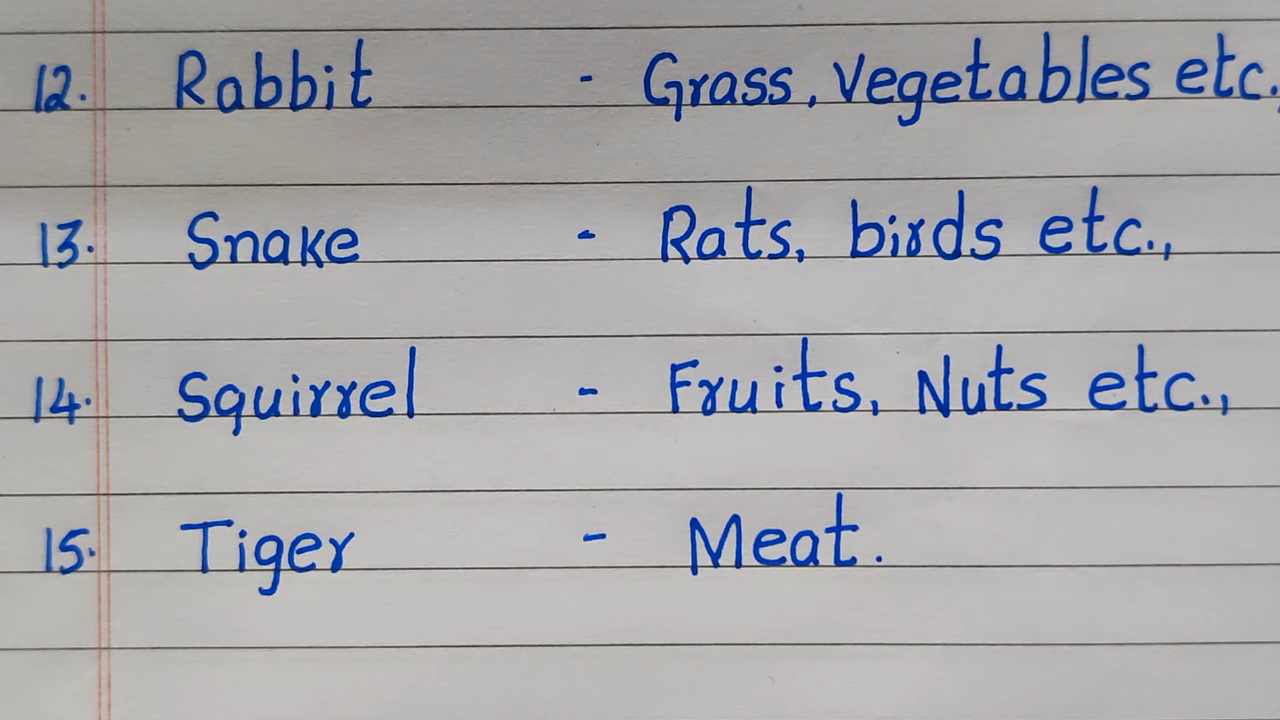 12. Rabbit - Grass, Vegetables etc.,
13. Snake - Rats, birds etc.,
14. Squirrel - Fruits, Nuts etc.,
15. Tiger - Meat.